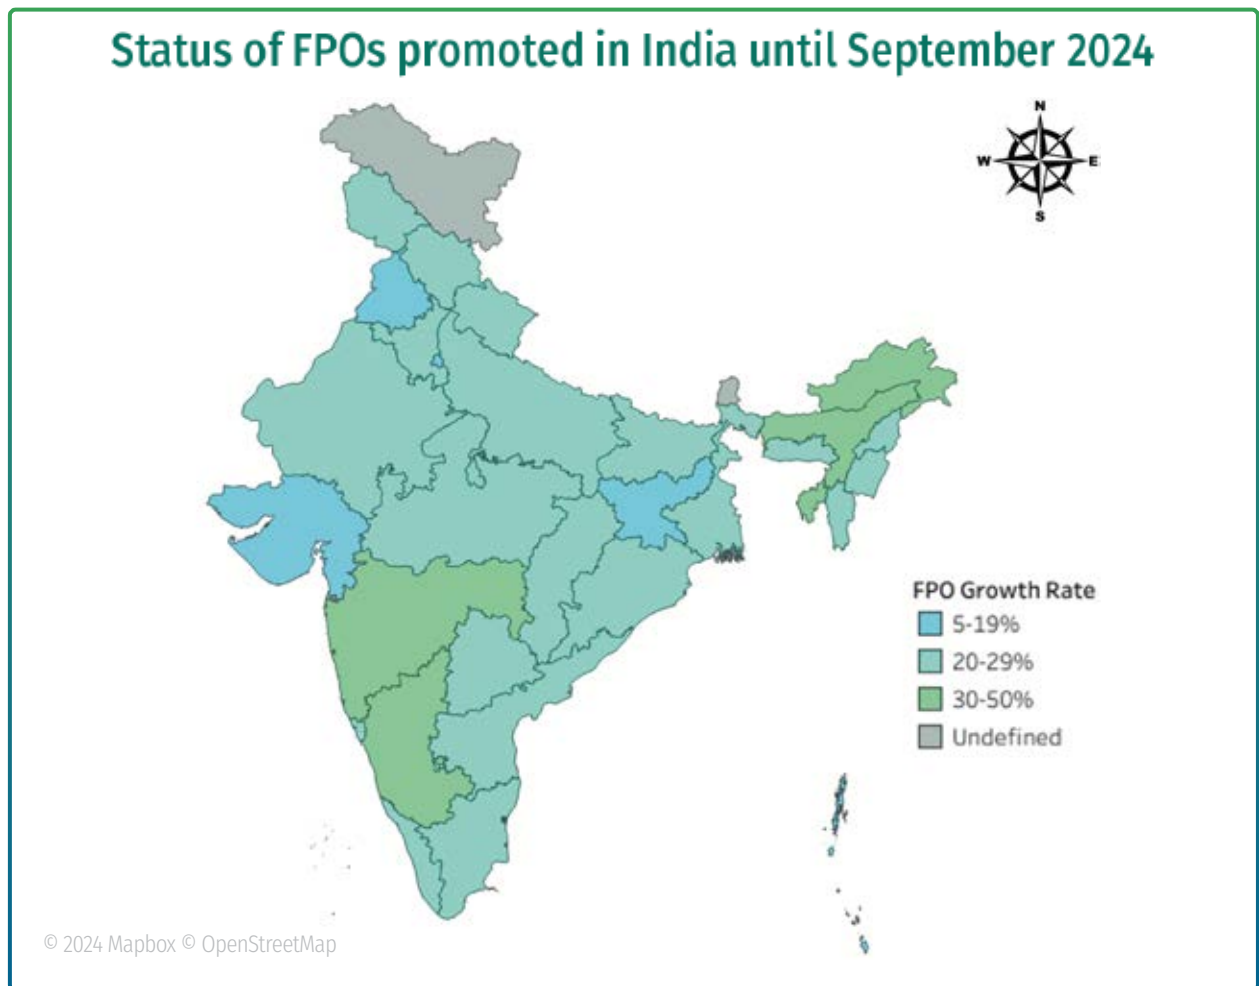 Status of FPOs promoted in India until September 2024
N
W
E
S
FPO Growth Rate
5-19%
20-29%
30-50%
Undefined
© 2024 Mapbox © OpenStreetMap